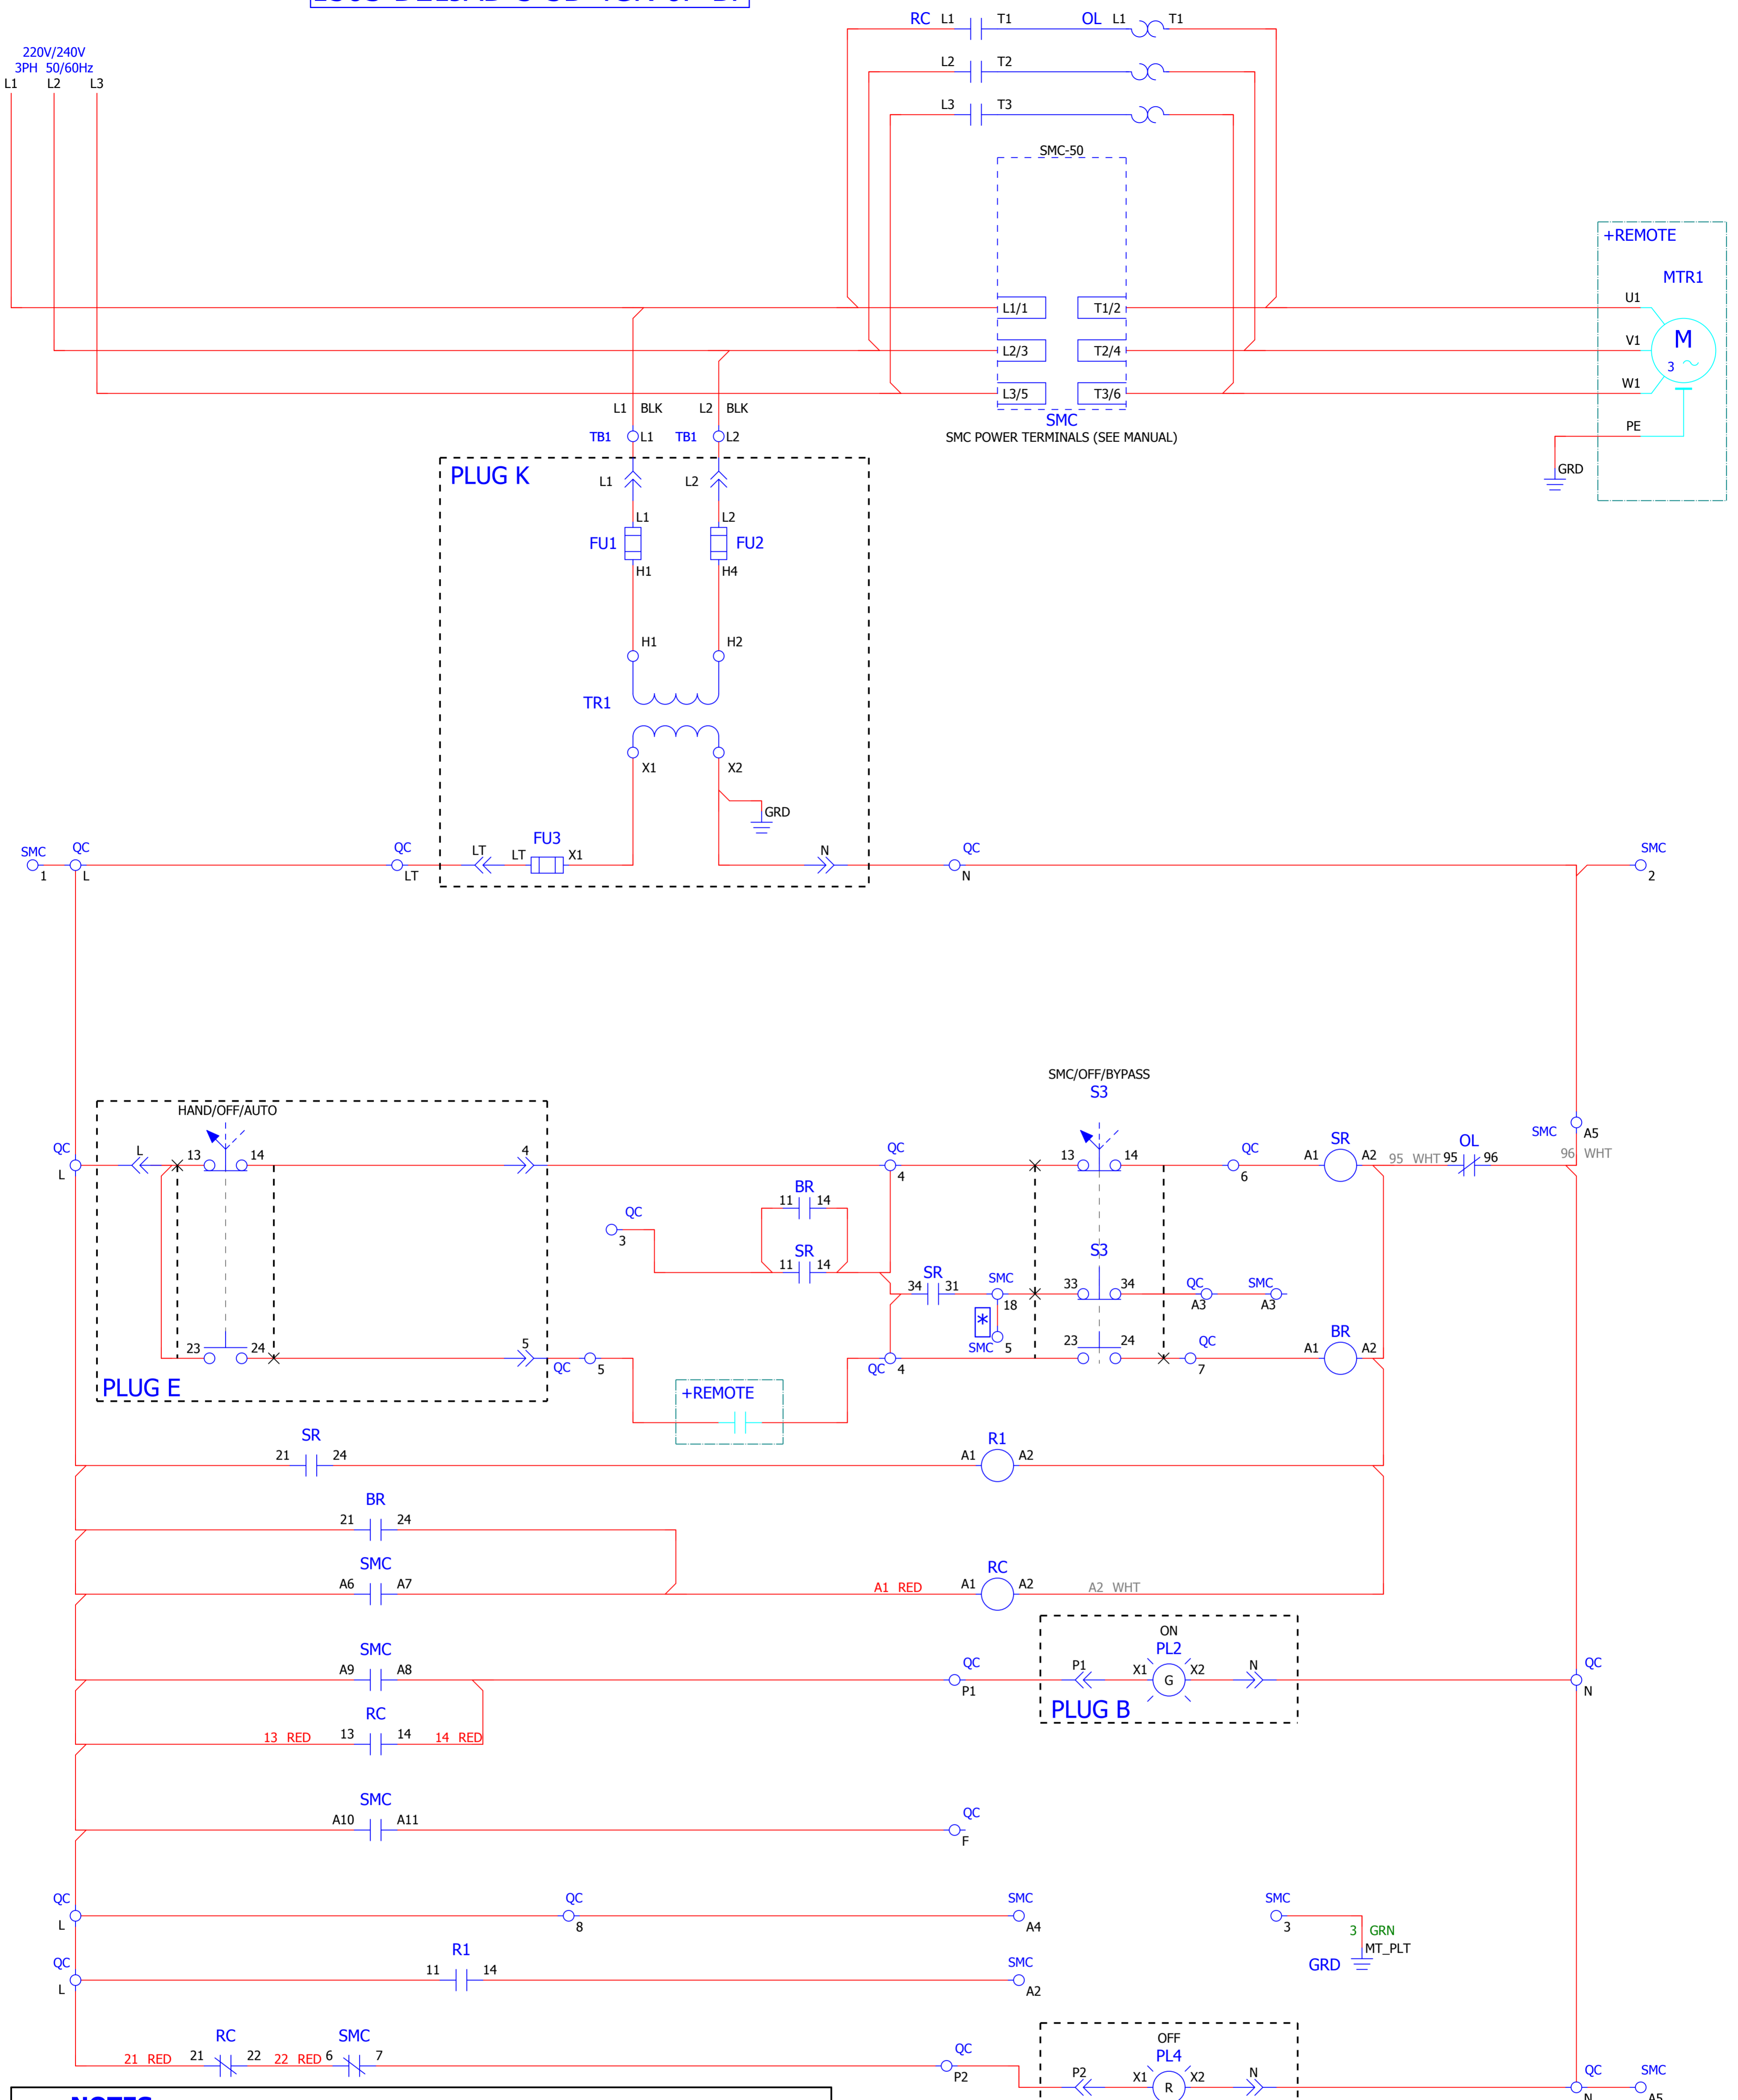 RC L1 T1 OL L1 T1
220V/240V
3PH 50/60Hz
L1 L2 L3
L2 T2
L3 T3
SMC-50
+REMOTE
MTR1
L1/1 T1/2 U1
L2/3 T2/4 V1
M
3
L3/5 T3/6 W1
L1 BLK L2 BLK
SMC
PE
TB1 L1 TB1 L2
SMC POWER TERMINALS (SEE MANUAL)
PLUG K
L1 L2
GRD
L1 L2
FU1 FU2
H1 H4
H1 H2
TR1
X1 X2
GRD
SMC QC QC LT FU3 N QC SMC
LT X1
1 L LT N 2
SMC/OFF/BYPASS
S3
HAND/OFF/AUTO
QC L 13 14 4 QC 13 14 QC SR OL SMC A5
A1 A2 95 WHT 95 96 96 WHT
L 4 6
BR
11 14
QC
3
SR
11 14
S3
SR
34 31 SMC 33 34 QC SMC
18 A3 A3
*
SMC 5
23 24 5 QC 5 QC 4 23 24 QC 7 BR
A1 A2
PLUG E
+REMOTE
SR R1
21 24 A1 A2
BR
21 24
SMC RC
A6 A7 A1 RED A1 A2 A2 WHT
ON
SMC QC PL2 QC
A9 A8 P1 P1 X1 G X2 N N
PLUG B
RC
13 RED 13 14 14 RED
SMC
A10 A11 QC
F
QC QC SMC SMC
L 8 A4 3
3 GRN
MT_PLT
GRD
QC R1 SMC
11 14
L A2
OFF
RC SMC QC PL4 QC SMC
21 RED 21 22 22 RED 6 7 P2 P2 X1 R X2 N N A5